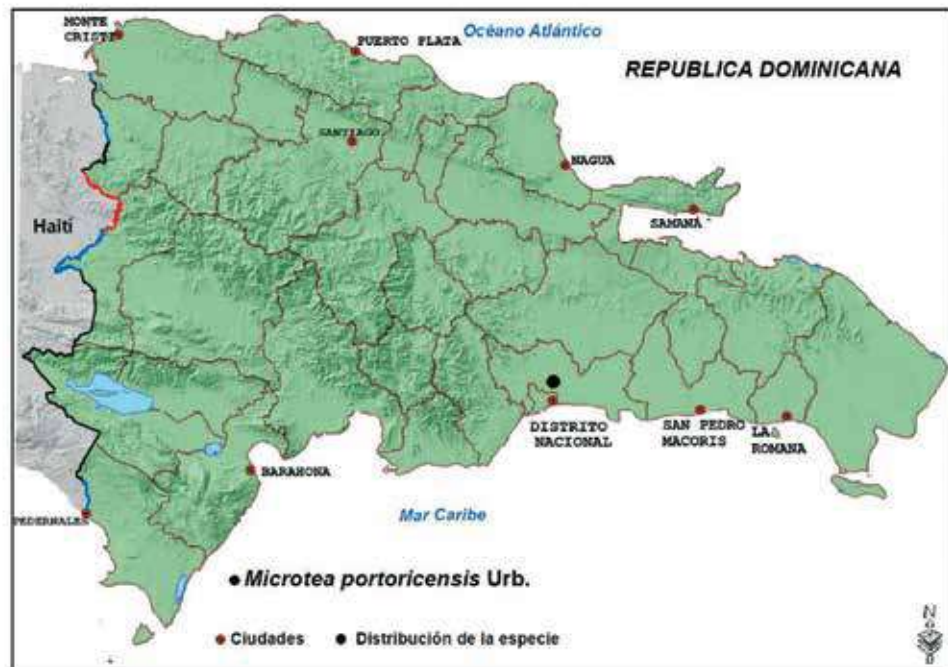 MONTE
CRISTI
PUERTO PLATA
Océano Atlántico
REPUBLICA DOMINICANA
SANTIAGO
NAGUA
Haití
SAMANÁ
DISTRITO
NACIONAL
SAN PEDRO
MACORIS
LA
ROMANA
BARAHONA
PEDERNALES
Mar Caribe
Microtea portoricensis Urb.
Ciudades
Distribución de la especie
N